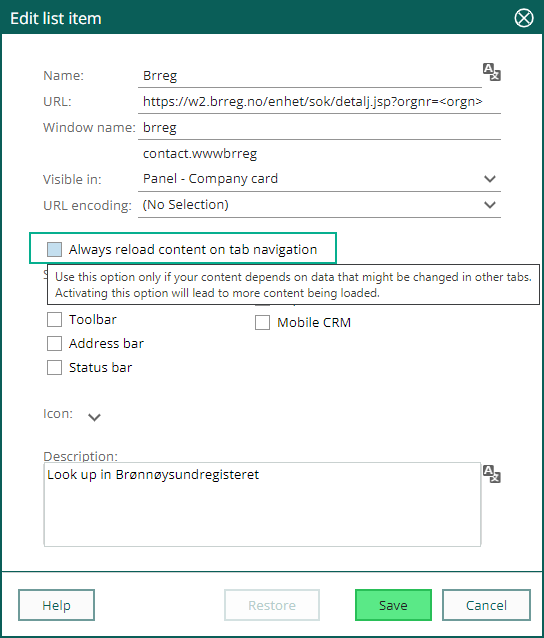 Edit list item
Name: Brreg
URL: https://w2.brreg.no/enhet/sok/detalj.jsp?orgnr=<orgn>
Window name: brreg
contact.wwwbrreg
Visible in: Panel - Company card
URL encoding: (No Selection)
Always reload content on tab navigation
Use this option only if your content depends on data that might be changed in other tabs.
Activating this option will lead to more content being loaded.
Toolbar
Mobile CRM
Address bar
Status bar
Icon:
Description:
Look up in Brønnøysundregisteret
Help
Restore
Save
Cancel